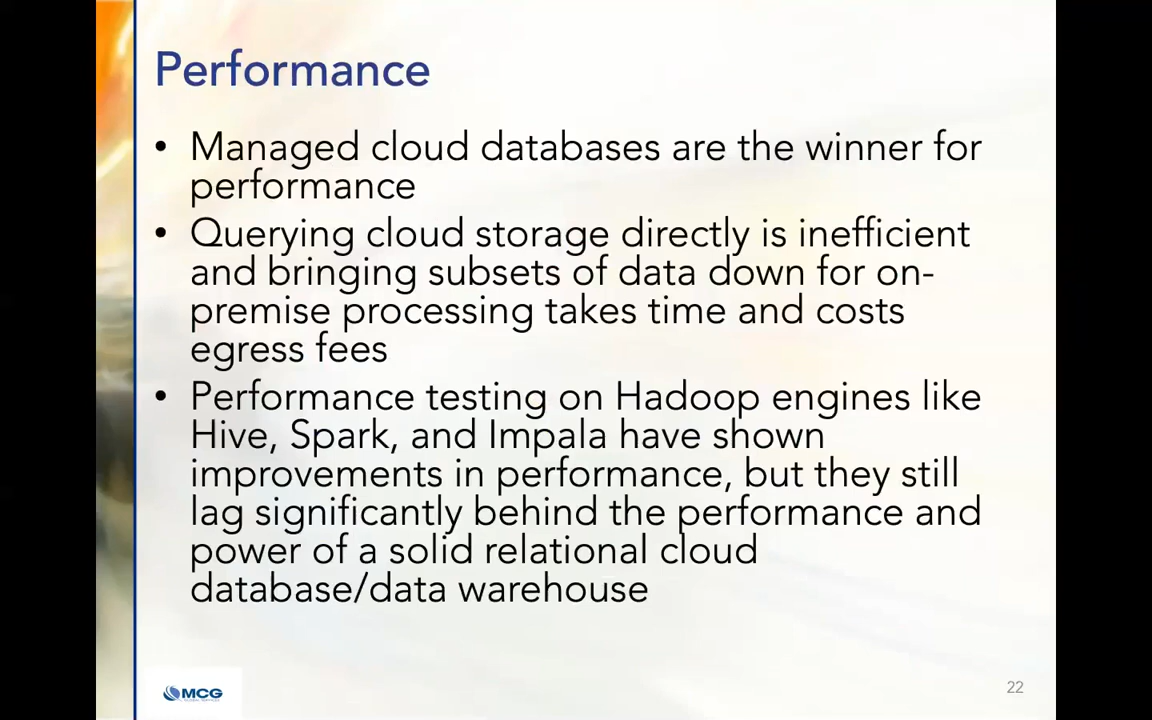 Performance
• Managed cloud databases are the winner for
performance
• Querying cloud storage directly is inefficient
and bringing subsets of data down for on-
premise processing takes time and costs
egress fees
• Performance testing on Hadoop engines like
Hive, Spark, and Impala have shown
improvements in performance, but they still
lag significantly behind the performance and
power of a solid relational cloud
database/data warehouse
MCG
22